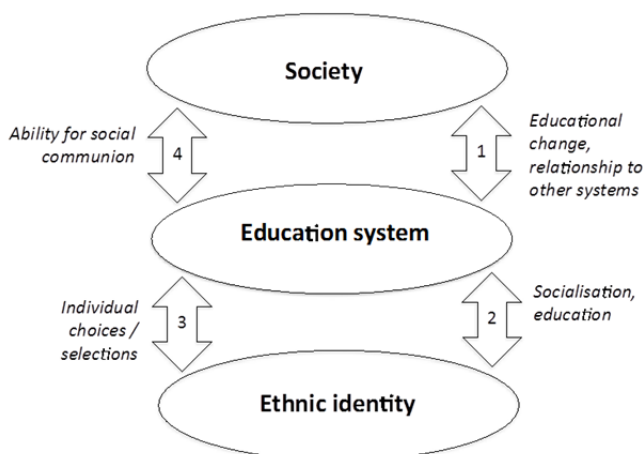 Society
Ability for social
communion
4
1
Educational
change,
relationship to
other systems
Education system
Individual
choices /
selections
3
2
Socialisation,
education
Ethnic identity